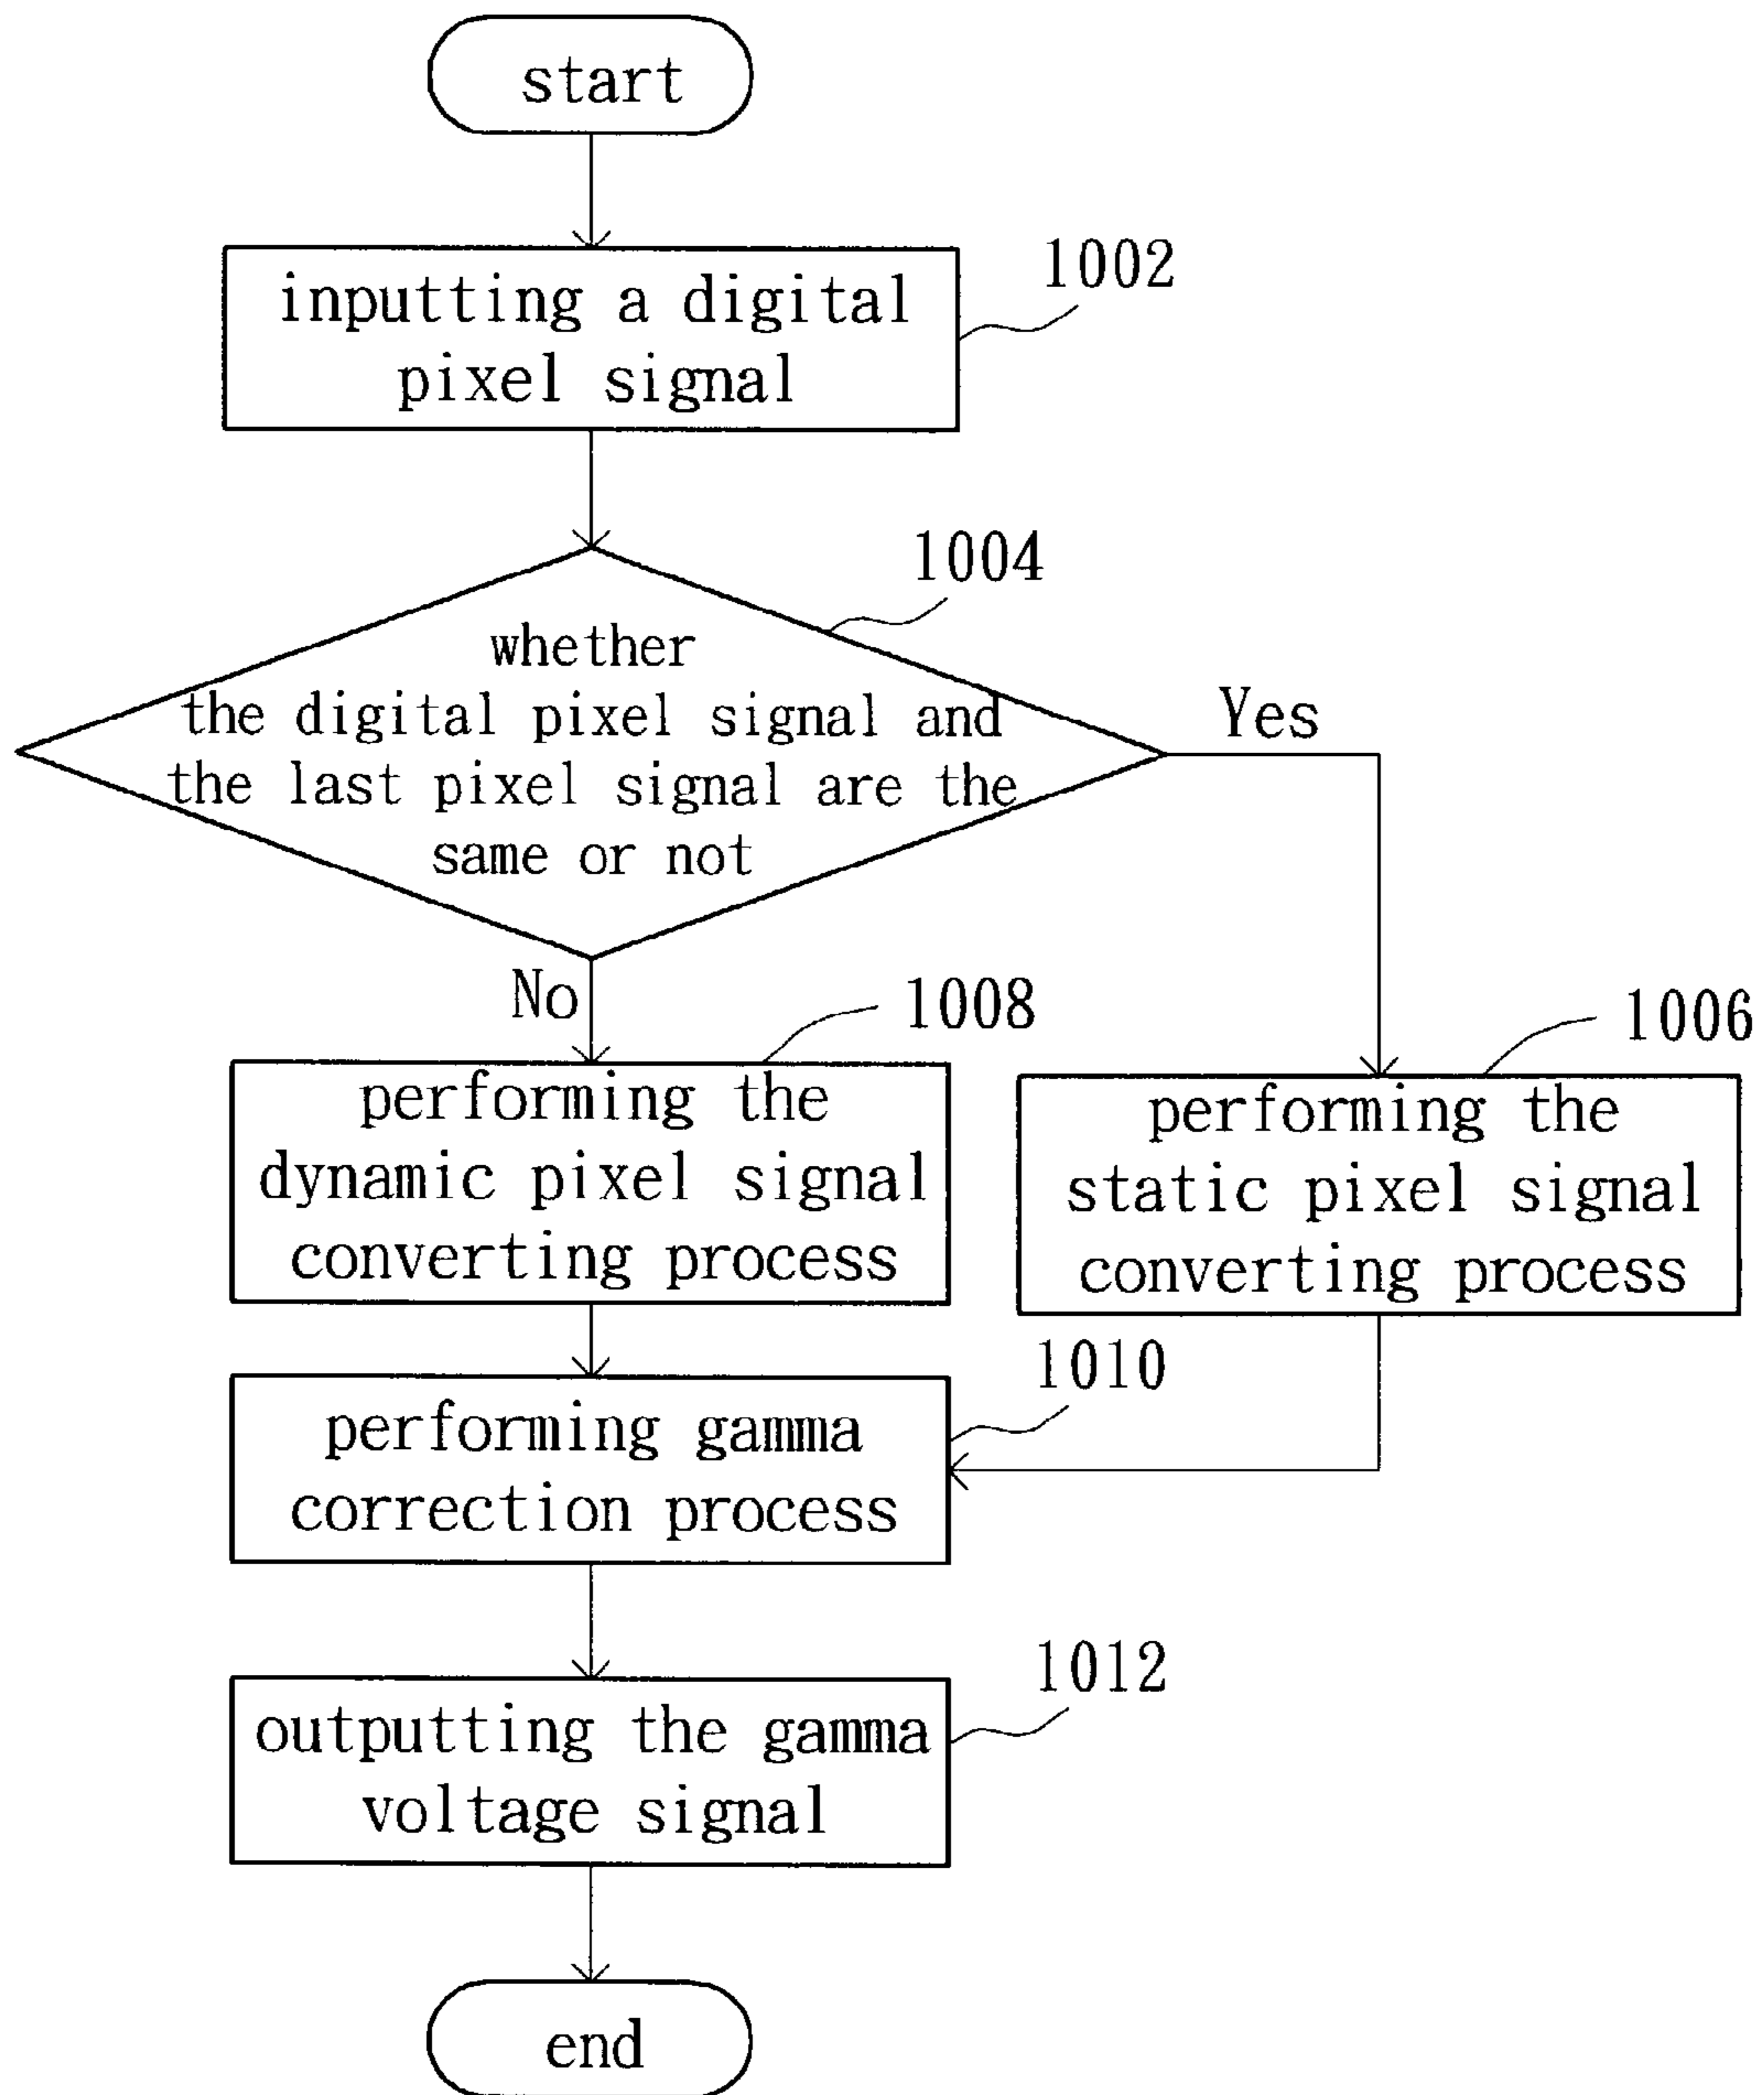 start
inputting a digital
pixel signal
1002
1004
whether
the digital pixel signal and
the last pixel signal are the
same or not
Yes
No
1008
1006
performing the
dynamic pixel signal
converting process
performing the
static pixel signal
converting process
1010
performing gamma
correction process
1012
outputting the gamma
voltage signal
end